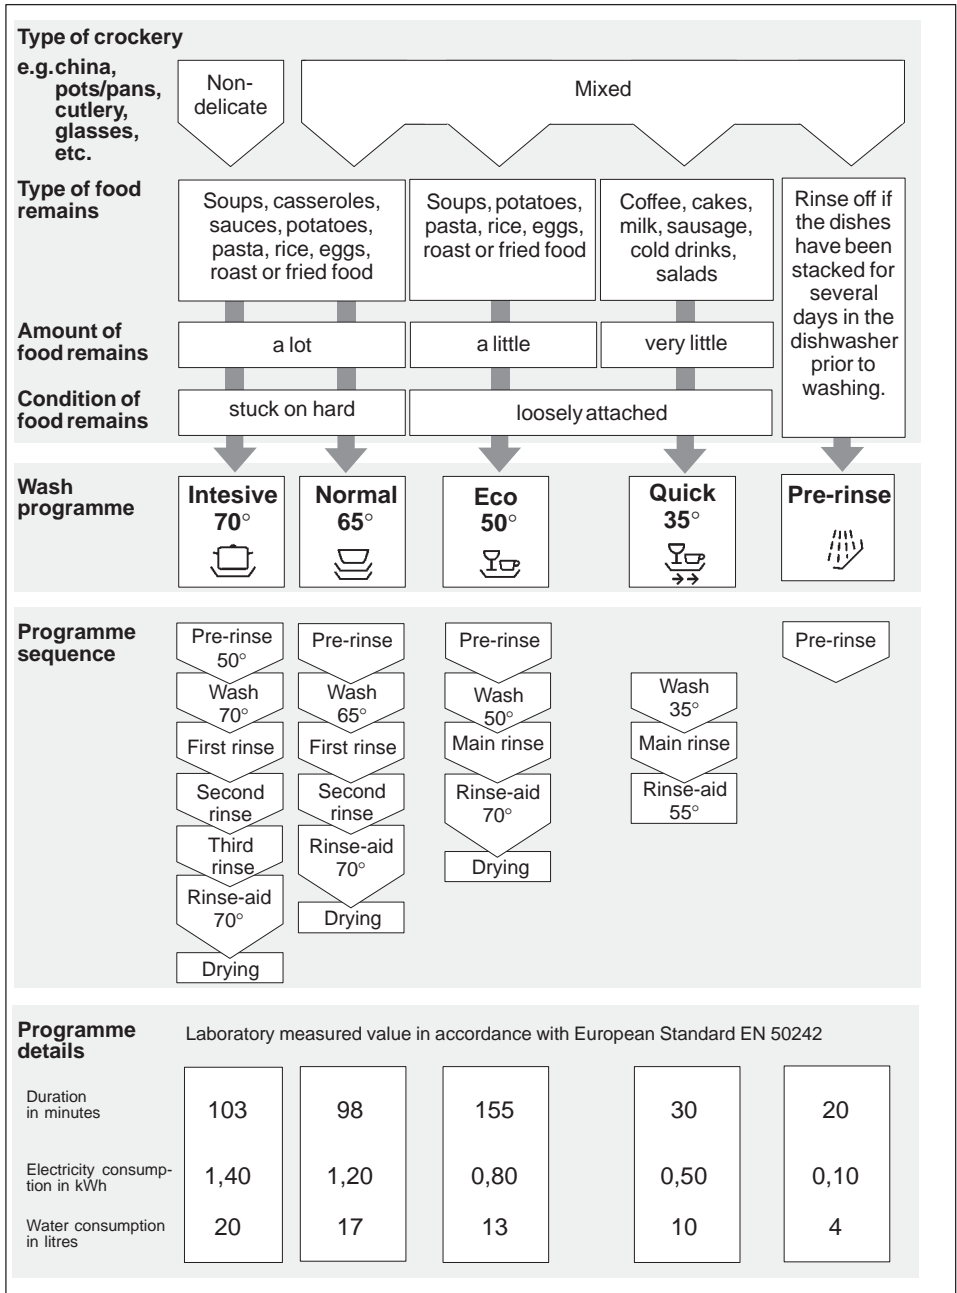 Type of crockery
e.g. china,
pots/pans,
cutlery,
glasses,
etc.
Non-
delicate
Mixed
Type of food
remains
Soups, casseroles,
sauces, potatoes,
pasta, rice, eggs,
roast or fried food
Soups, potatoes,
pasta, rice, eggs,
roast or fried food
Coffee, cakes,
milk, sausage,
cold drinks,
salads
Rinse off if
the dishes
have been
stacked for
several
days in the
dishwasher
prior to
washing.
Amount of
food remains
a lot
a little
very little
Condition of
food remains
stuck on hard
loosely attached
Wash
programme
Intesive
70°
Normal
65°
Eco
50°
Quick
35°
Pre-rinse
Programme
sequence
Pre-rinse
50°
Wash
70°
First rinse
Second
rinse
Third
rinse
Rinse-aid
70°
Drying
Pre-rinse
Wash
65°
First rinse
Second
rinse
Rinse-aid
70°
Drying
Pre-rinse
Wash
50°
Main rinse
Rinse-aid
70°
Drying
Wash
35°
Main rinse
Rinse-aid
55°
Pre-rinse
Programme
details
Laboratory measured value in accordance with European Standard EN 50242
Duration
in minutes
103 98 155 30 20
Electricity consump-
tion in kWh
1,40 1,20 0,80 0,50 0,10
Water consumption
in litres
20 17 13 10 4